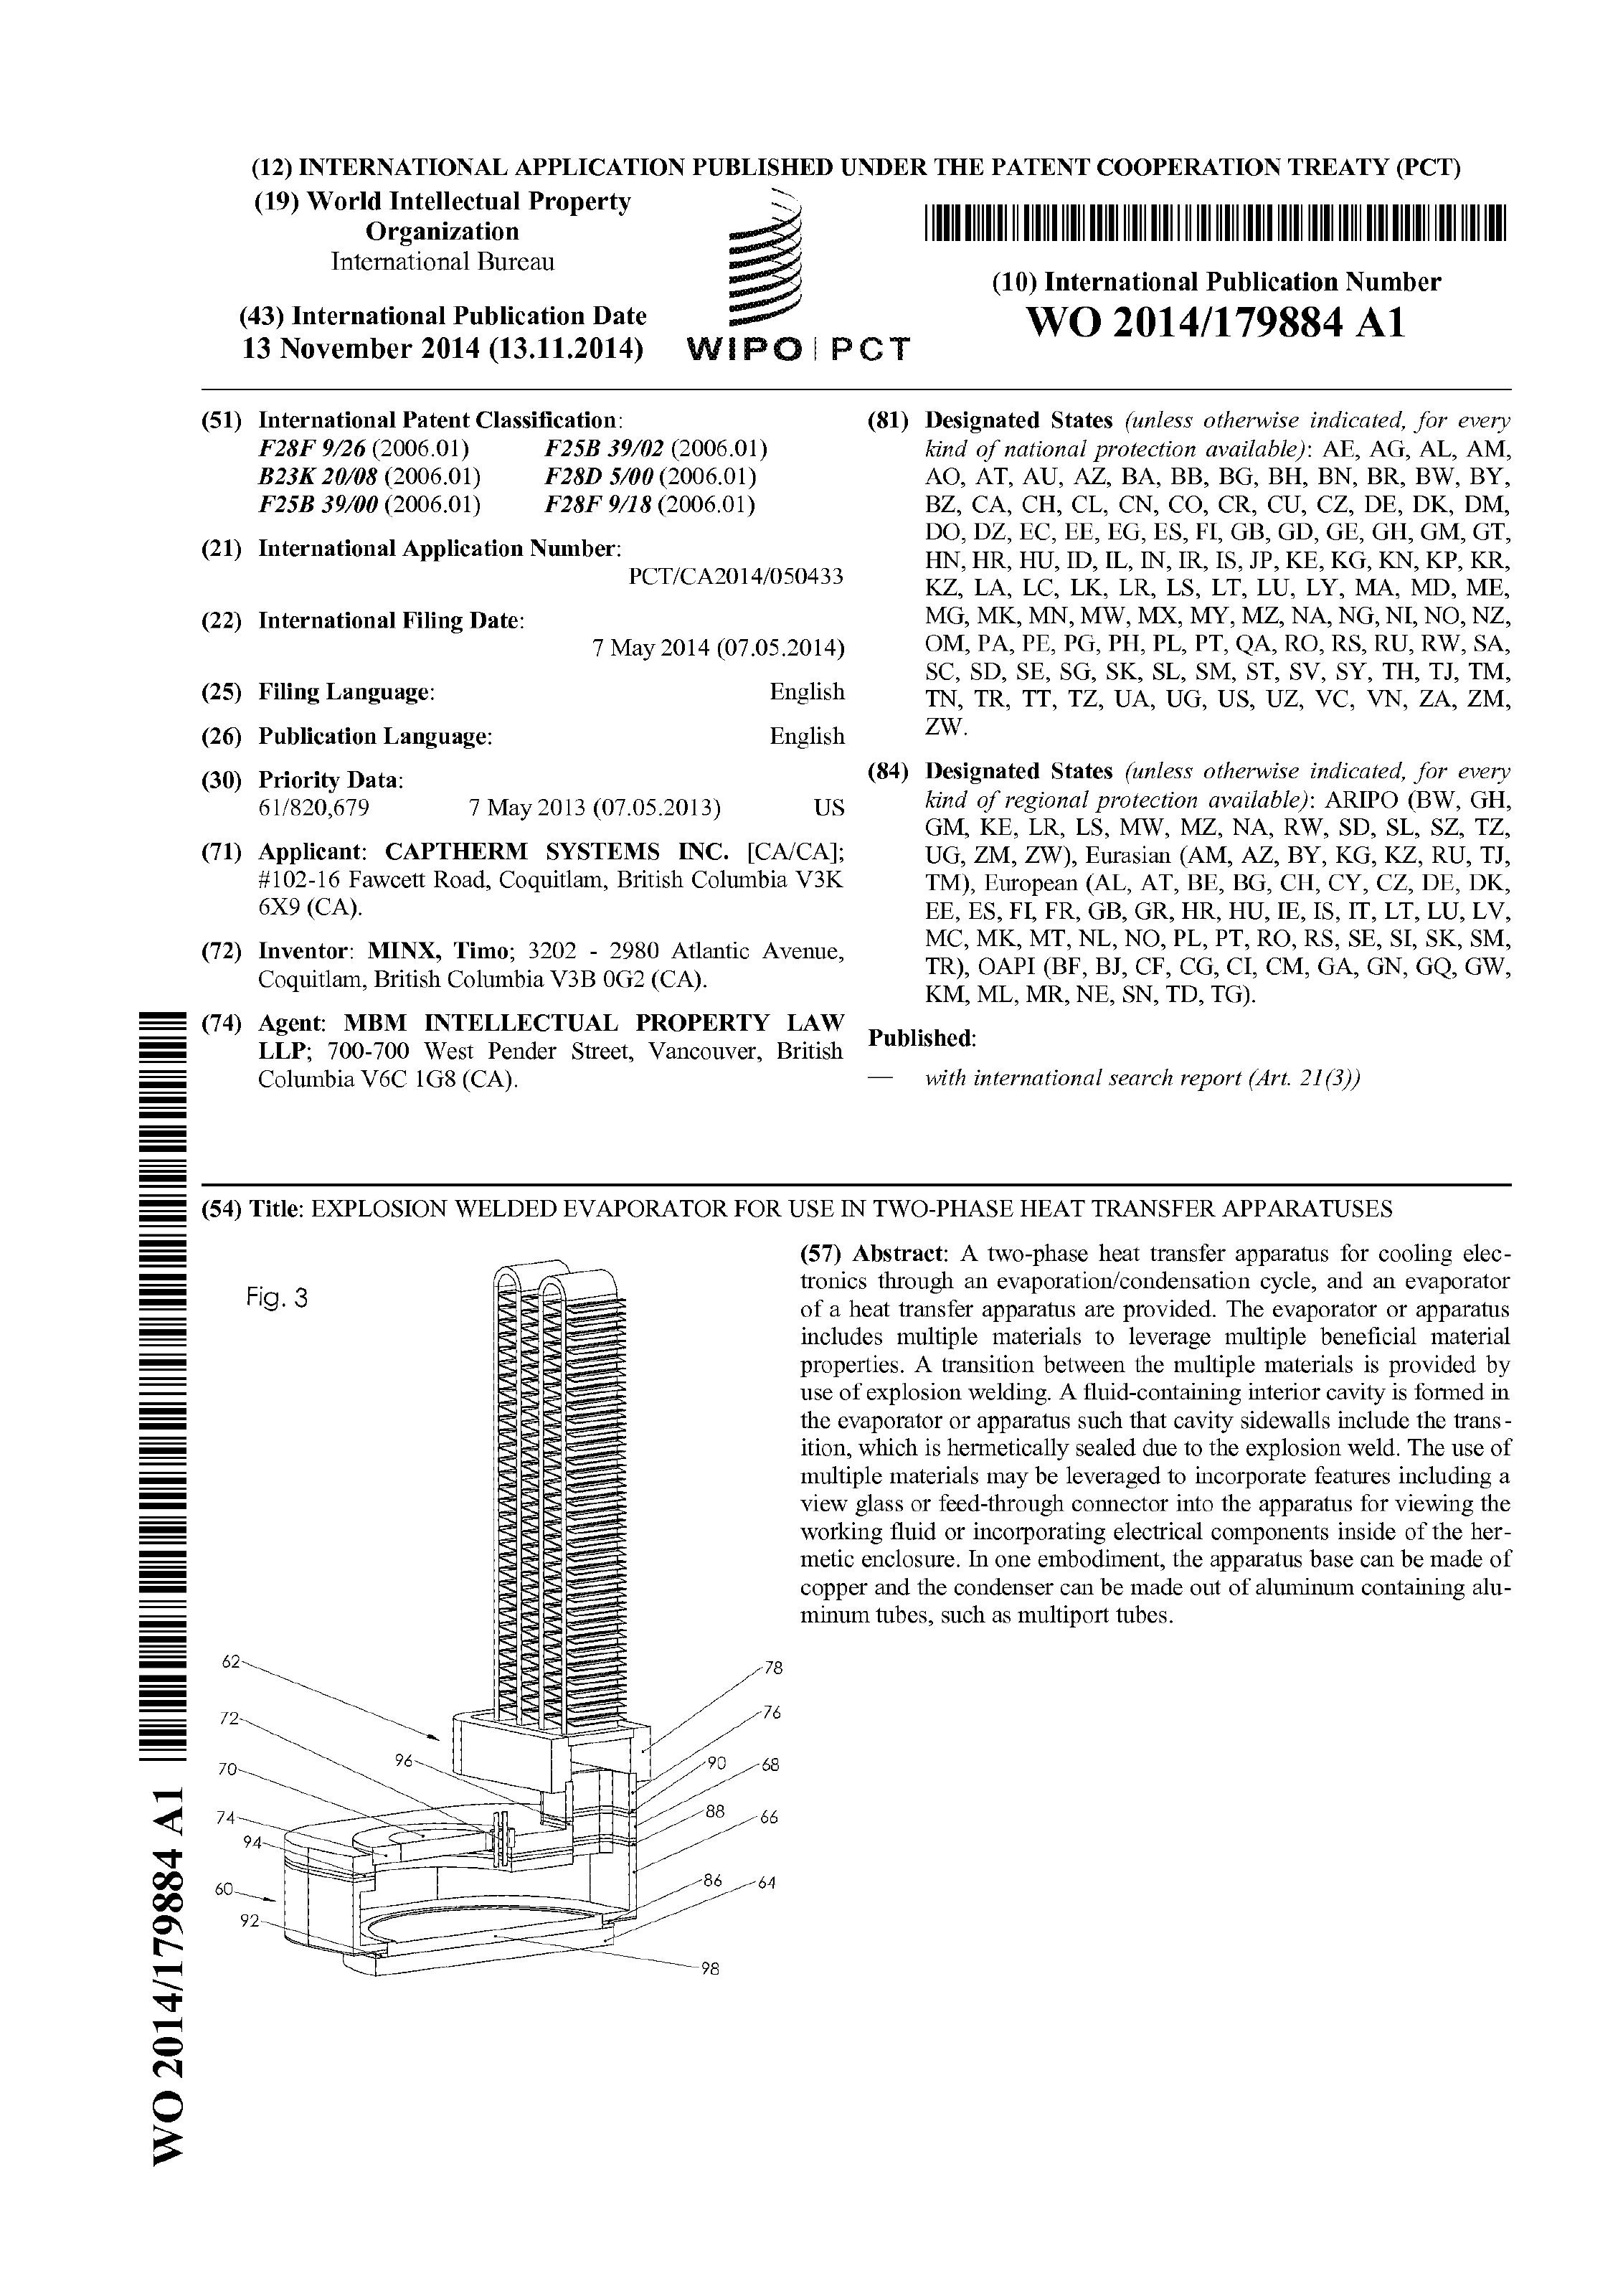 (12) INTERNATIONAL APPLICATION PUBLISHED UNDER THE PATENT COOPERATION TREATY (PCT)
(19) World Intellectual Property
Organization
International Bureau
(43) International Publication Date
13 November 2014 (13.11.2014)
WIPO | PCT
(10) International Publication Number
WO 2014/179884 A1
(51) International Patent Classification:
F28F 9/26 (2006.01) F25B 39/02 (2006.01)
B23K 20/08 (2006.01) F28D 5/00 (2006.01)
F25B 39/00 (2006.01) F28F 9/18 (2006.01)
(21) International Application Number:
PCT/CA2014/050433
(22) International Filing Date:
7 May 2014 (07.05.2014)
(25) Filing Language: English
(26) Publication Language: English
(30) Priority Data:
61/820,679 7 May 2013 (07.05.2013) US
(71) Applicant: CAPTHERM SYSTEMS INC. [CA/CA];
#102-16 Fawcett Road, Coquitlam, British Columbia V3K
6X9 (CA).
(72) Inventor: MINX, Timo; 3202 - 2980 Atlantic Avenue,
Coquitlam, British Columbia V3B 0G2 (CA).
(74) Agent: MBM INTELLECTUAL PROPERTY LAW
LLP; 700-700 West Pender Street, Vancouver, British
Columbia V6C 1G8 (CA).
(81) Designated States (unless otherwise indicated, for every
kind of national protection available): AE, AG, AL, AM,
AO, AT, AU, AZ, BA, BB, BG, BH, BN, BR, BW, BY,
BZ, CA, CH, CL, CN, CO, CR, CU, CZ, DE, DK, DM,
DO, DZ, EC, EE, EG, ES, FI, GB, GD, GE, GH, GM, GT,
HN, HR, HU, ID, IL, IN, IR, IS, JP, KE, KG, KN, KP, KR,
KZ, LA, LC, LK, LR, LS, LT, LU, LY, MA, MD, ME,
MG, MK, MN, MW, MX, MY, MZ, NA, NG, NI, NO, NZ,
OM, PA, PE, PG, PH, PL, PT, QA, RO, RS, RU, RW, SA,
SC, SD, SE, SG, SK, SL, SM, ST, SV, SY, TH, TJ, TM,
TN, TR, TT, TZ, UA, UG, US, UZ, VC, VN, ZA, ZM,
ZW.
(84) Designated States (unless otherwise indicated, for every
kind of regional protection available): ARIPO (BW, GH,
GM, KE, LR, LS, MW, MZ, NA, RW, SD, SL, SZ, TZ,
UG, ZM, ZW), Eurasian (AM, AZ, BY, KG, KZ, RU, TJ,
TM), European (AL, AT, BE, BG, CH, CY, CZ, DE, DK,
EE, ES, FI, FR, GB, GR, HR, HU, IE, IS, IT, LT, LU, LV,
MC, MK, MT, NL, NO, PL, PT, RO, RS, SE, SI, SK, SM,
TR), OAPI (BF, BJ, CF, CG, CI, CM, GA, GN, GQ, GW,
KM, ML, MR, NE, SN, TD, TG).
Published:
— with international search report (Art. 21(3))
(54) Title: EXPLOSION WELDED EVAPORATOR FOR USE IN TWO-PHASE HEAT TRANSFER APPARATUSES
(57) Abstract: A two-phase heat transfer apparatus for cooling elec-
tronics through an evaporation/condensation cycle, and an evaporator
of a heat transfer apparatus are provided. The evaporator or apparatus
includes multiple materials to leverage multiple beneficial material
properties. A transition between the multiple materials is provided by
use of explosion welding. A fluid-containing interior cavity is formed in
the evaporator or apparatus such that cavity sidewalls include the trans-
ition, which is hermetically sealed due to the explosion weld. The use of
multiple materials may be leveraged to incorporate features including a
view glass or feed-through connector into the apparatus for viewing the
working fluid or incorporating electrical components inside of the her-
metic enclosure. In one embodiment, the apparatus base can be made of
copper and the condenser can be made out of aluminum containing alu-
minum tubes, such as multiport tubes.
Fig. 3
62
72
70
74
94
60
92
96
78
76
90
68
88
66
86
64
98
WO 2014/179884 A1